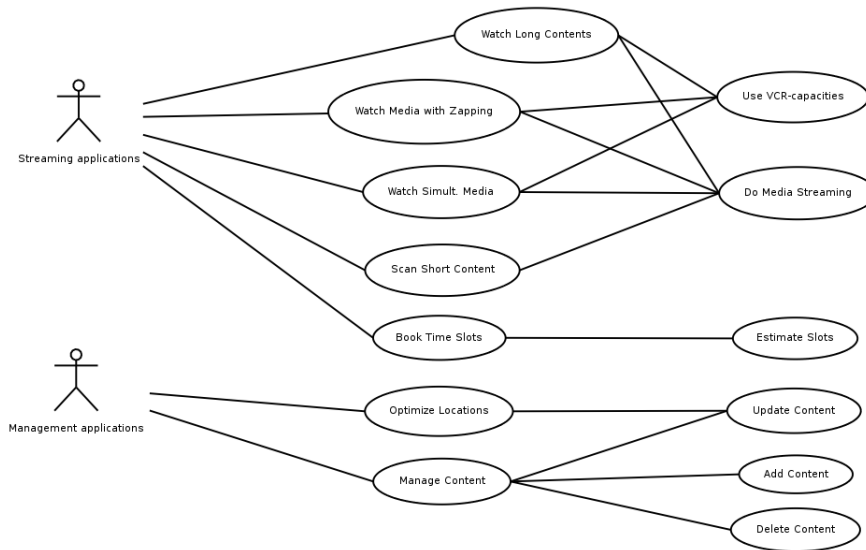 Watch Long Contents
Use VCR-capacities
Watch Media with Zapping
Streaming applications
Watch Simult. Media
Do Media Streaming
Scan Short Content
Book Time Slots
Estimate Slots
Management applications
Optimize Locations
Update Content
Manage Content
Add Content
Delete Content